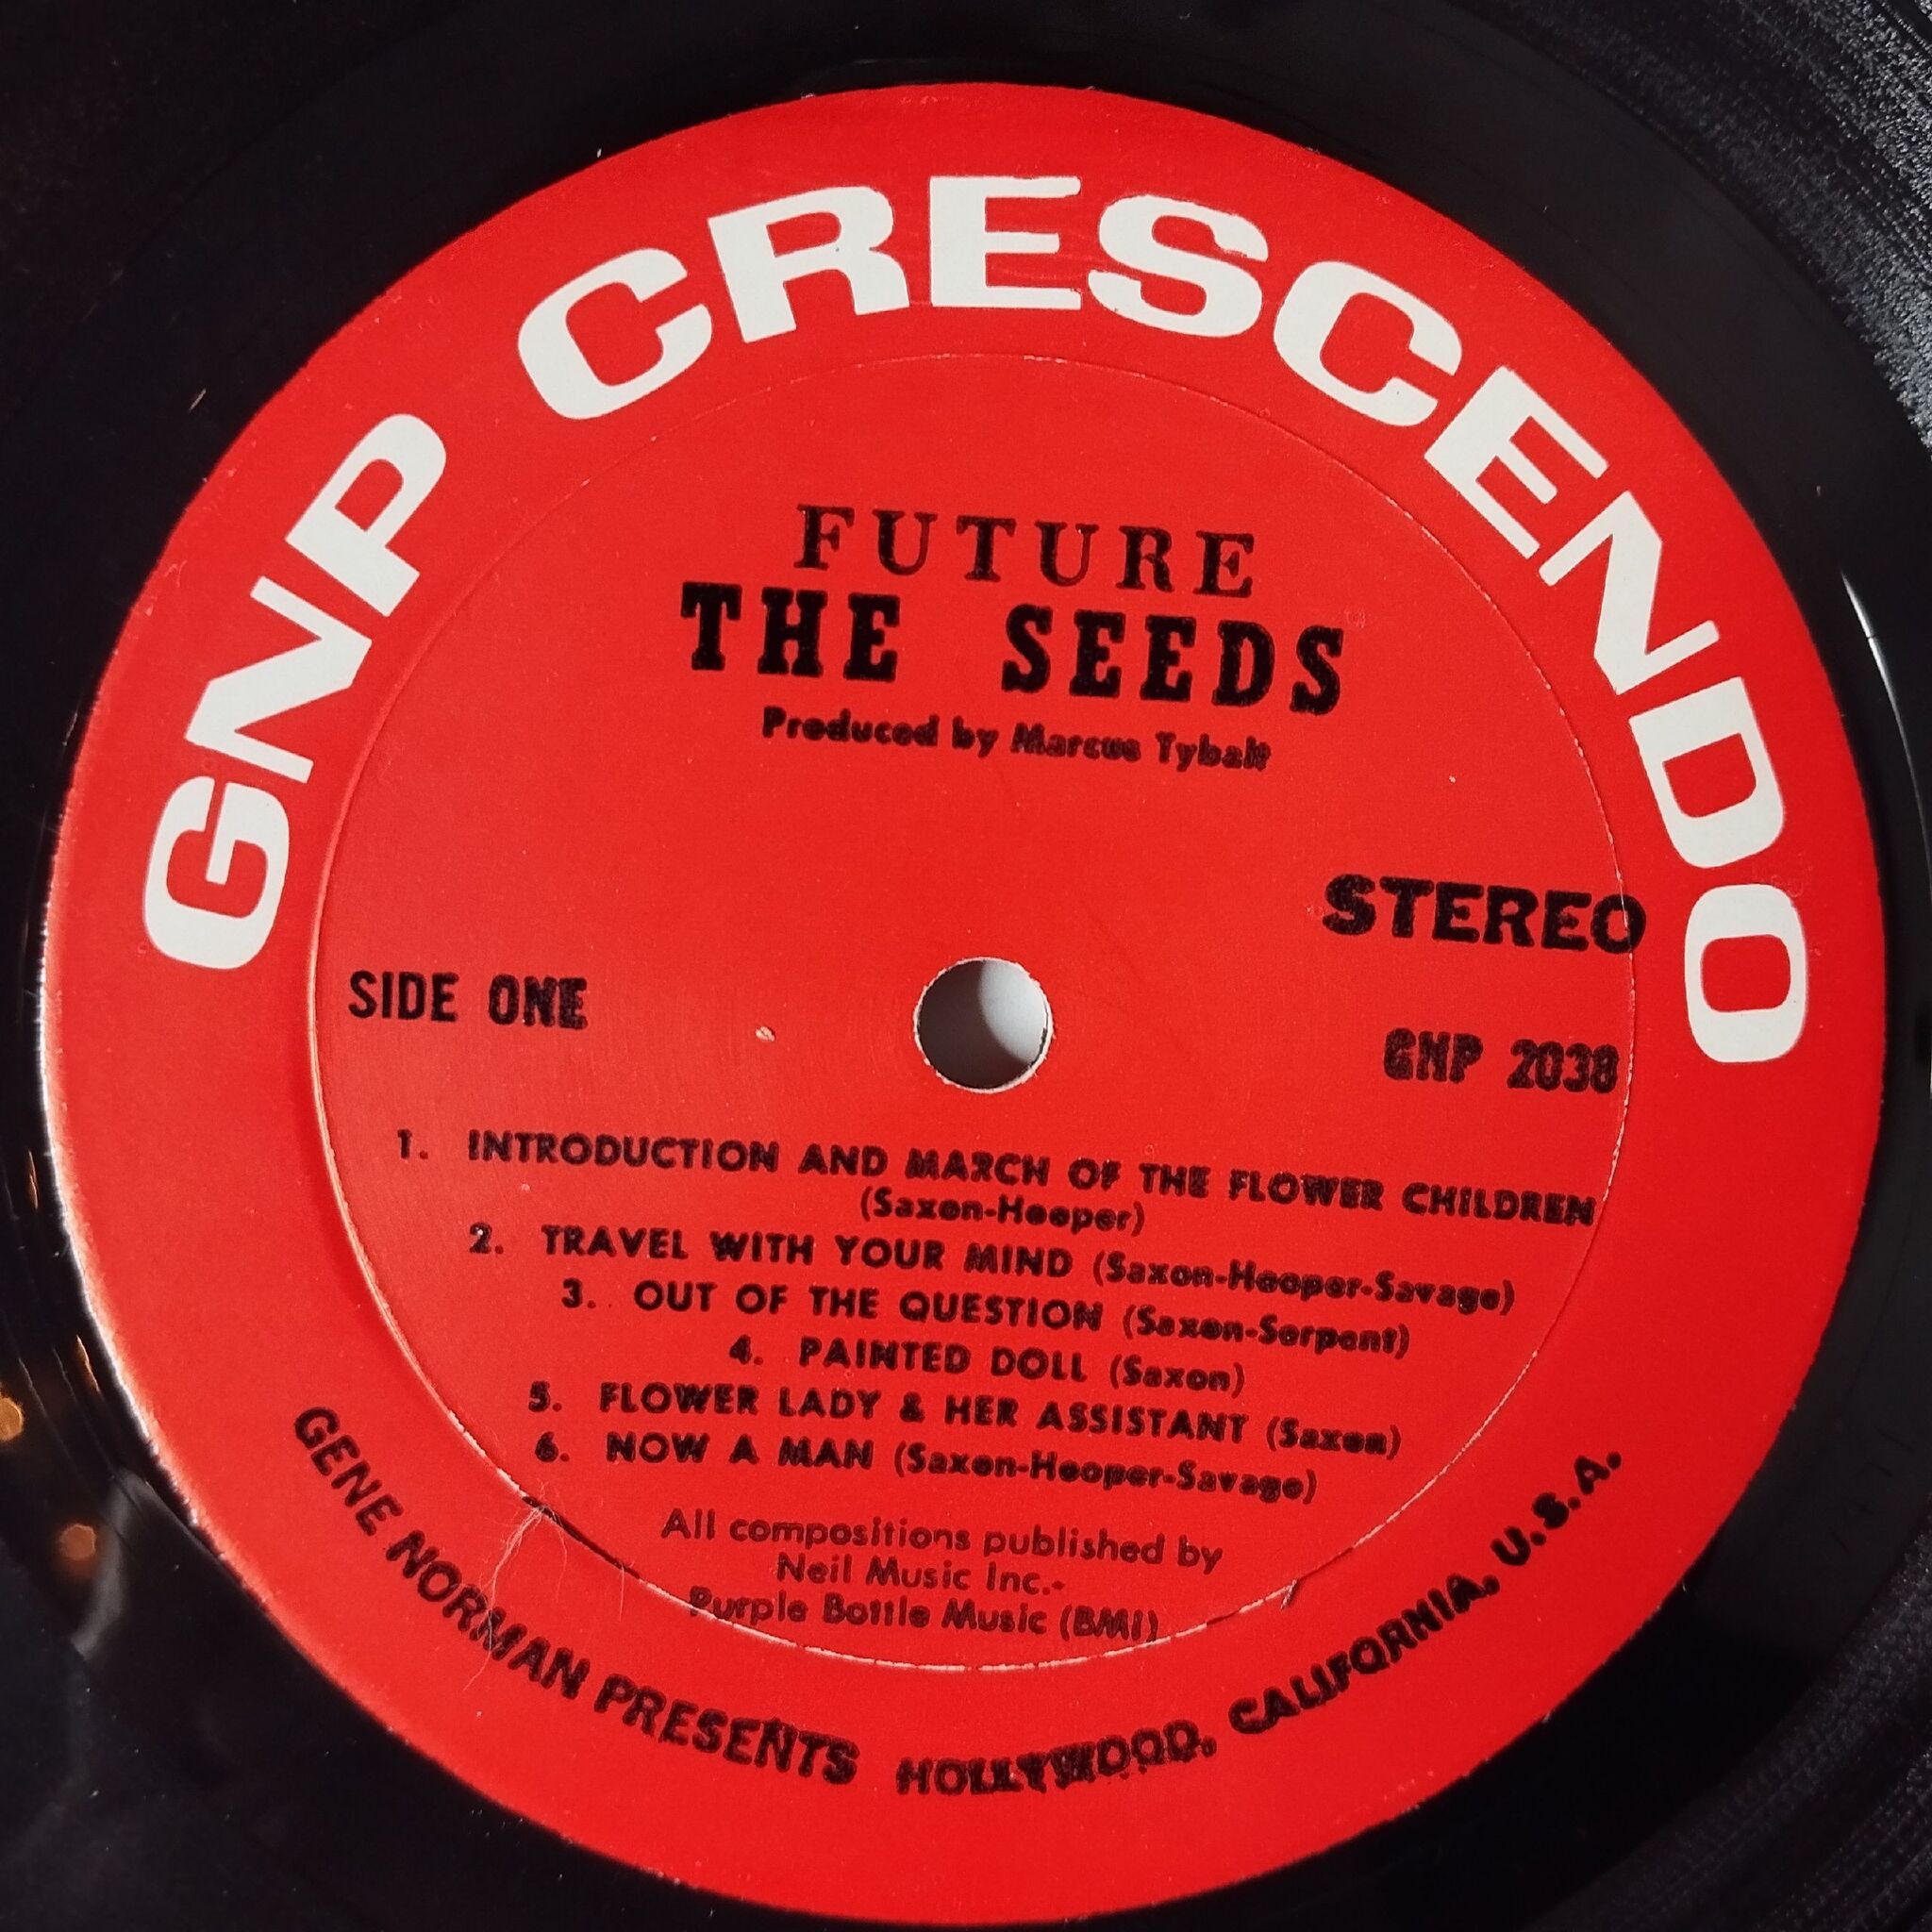 GNP CRESCENDO
FUTURE
THE SEEDS
Produced by Marcus Tybalt
STEREO
SIDE ONE
GNP 2038
1. INTRODUCTION AND MARCH OF THE FLOWER CHILDREN
(Saxon-Hooper)
2. TRAVEL WITH YOUR MIND (Saxon-Hooper-Savage)
3. OUT OF THE QUESTION (Saxon-Serpent)
4. PAINTED DOLL (Saxon)
5. FLOWER LADY & HER ASSISTANT (Saxon)
6. NOW A MAN (Saxon-Hooper-Savage)
All compositions published by
Neil Music Inc.-
Purple Bottle Music (BMI)
GENE NORMAN PRESENTS HOLLYWOOD, CALIFORNIA, U.S.A.